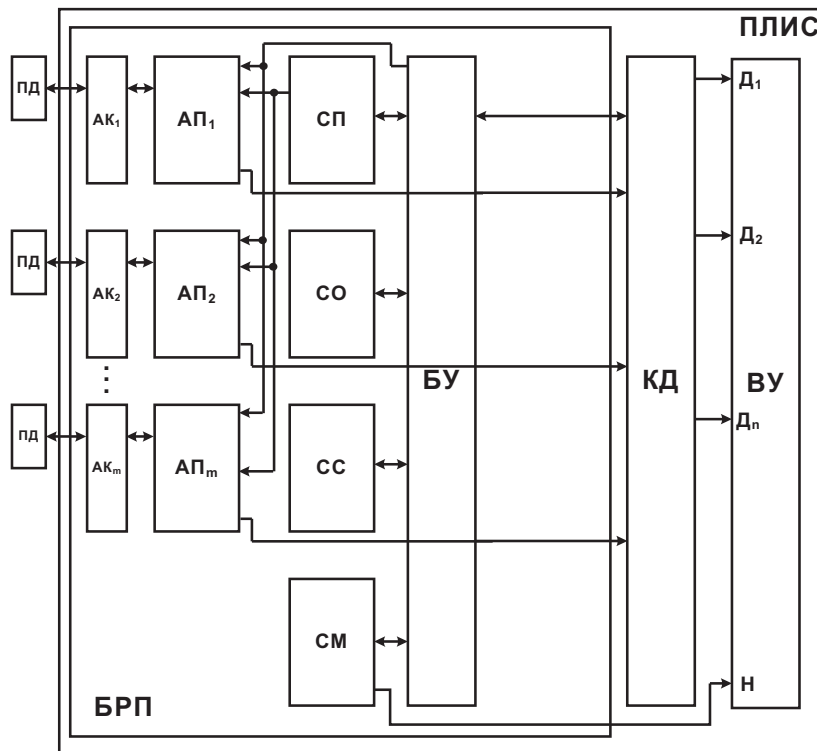 ПЛИС
ПД
АК₁
АП₁
СП
Д₁
ПД
АК₂
АП₂
СО
Д₂
БУ
КД
ВУ
ПД
АКₘ
АПₘ
СС
Дₙ
СМ
Н
БРП